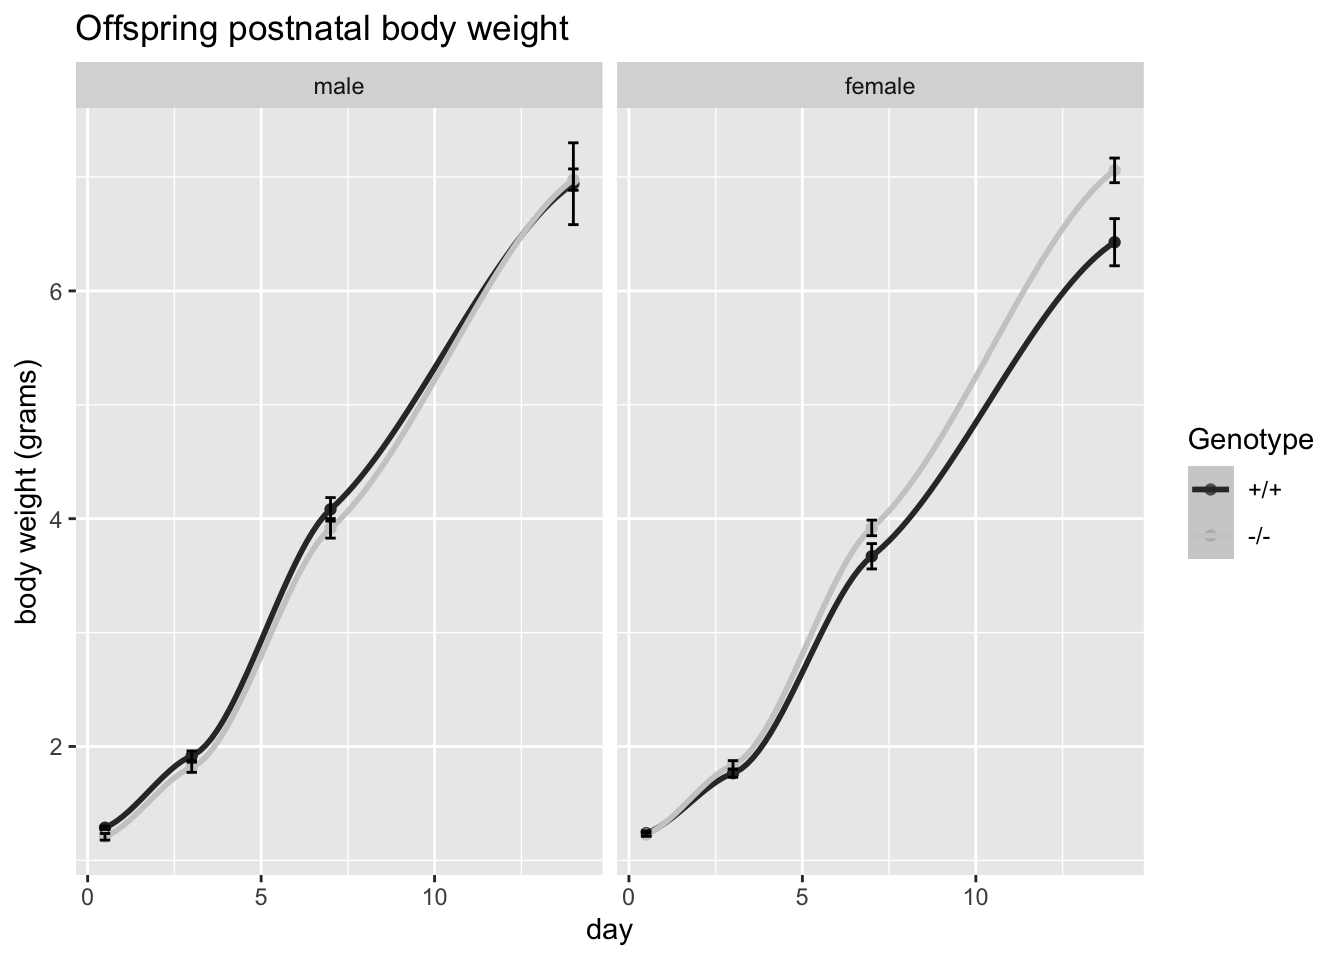 Offspring postnatal body weight
male
female
body weight (grams)
6
4
2
0
5
10
0
5
10
day
Genotype
+/+
-/-